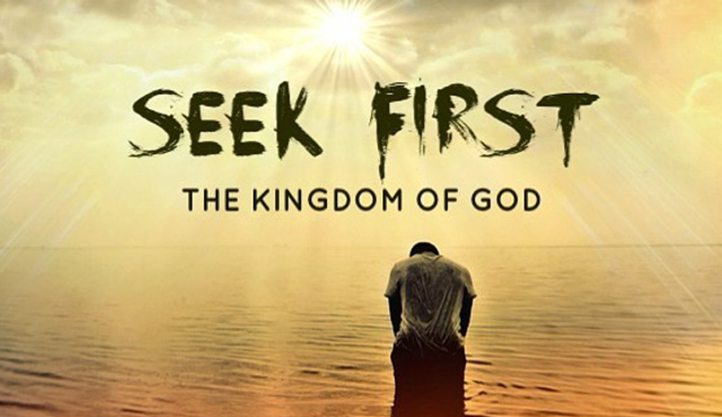 SEEK FIRST
THE KINGDOM OF GOD